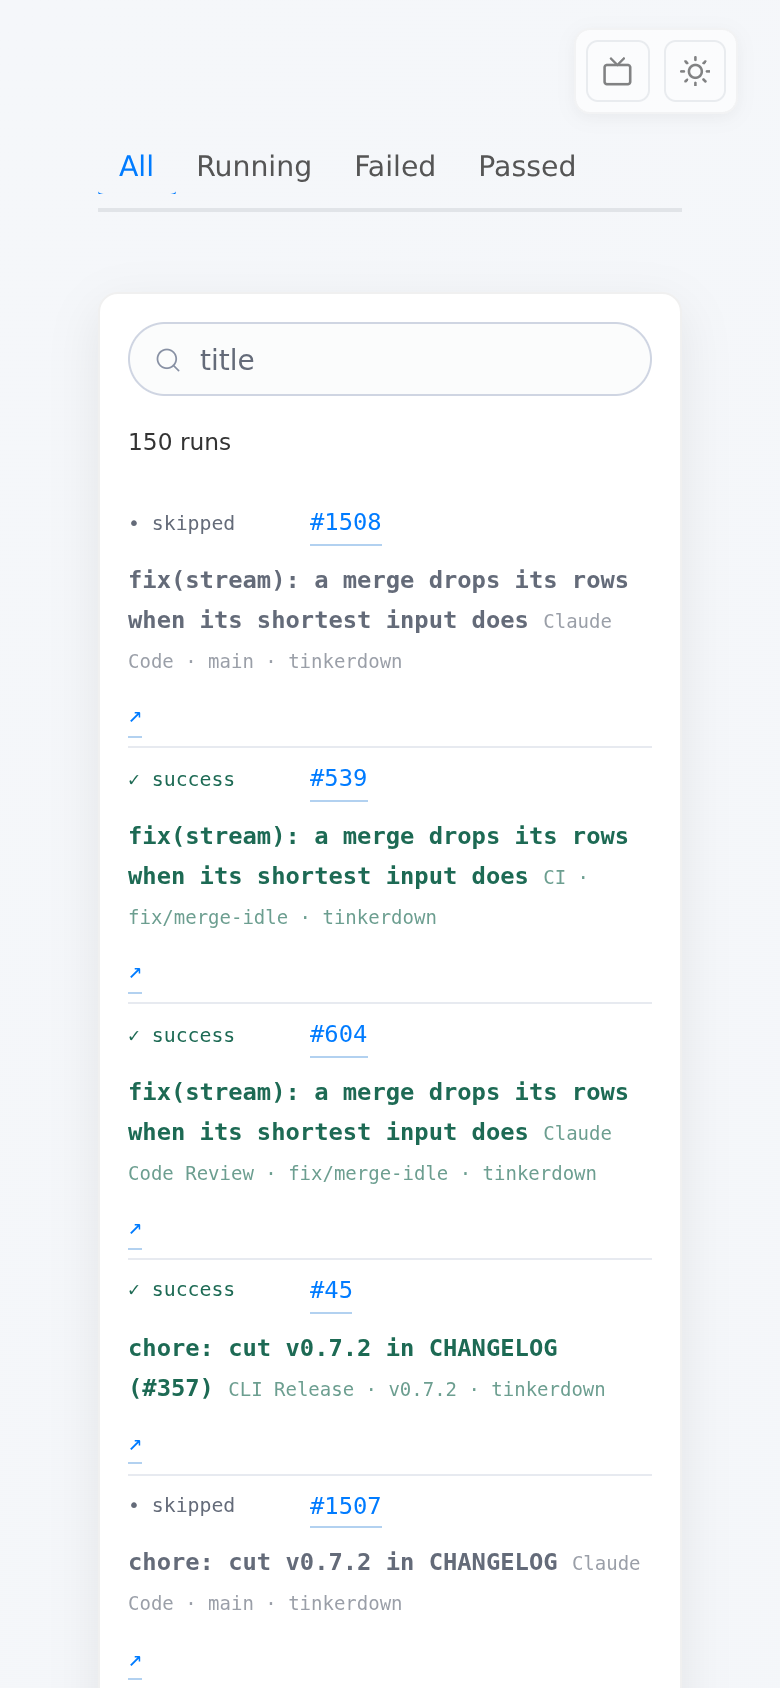 All Running Failed Passed
title
150 runs
• skipped #1508
fix(stream): a merge drops its rows
when its shortest input does Claude
Code · main · tinkerdown
↗
✓ success #539
fix(stream): a merge drops its rows
when its shortest input does CI ·
fix/merge-idle · tinkerdown
↗
✓ success #604
fix(stream): a merge drops its rows
when its shortest input does Claude
Code Review · fix/merge-idle · tinkerdown
↗
✓ success #45
chore: cut v0.7.2 in CHANGELOG
(#357) CLI Release · v0.7.2 · tinkerdown
↗
• skipped #1507
chore: cut v0.7.2 in CHANGELOG Claude
Code · main · tinkerdown
↗